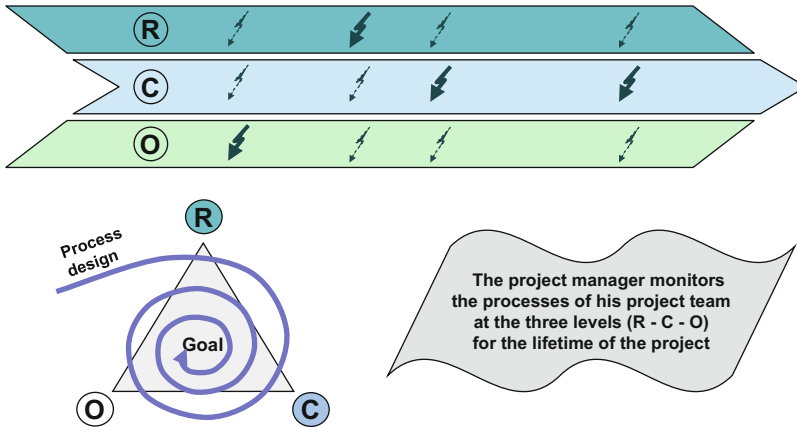 R
C
O
R
Process
design
Goal
O
C
The project manager monitors
the processes of his project team
at the three levels (R - C - O)
for the lifetime of the project